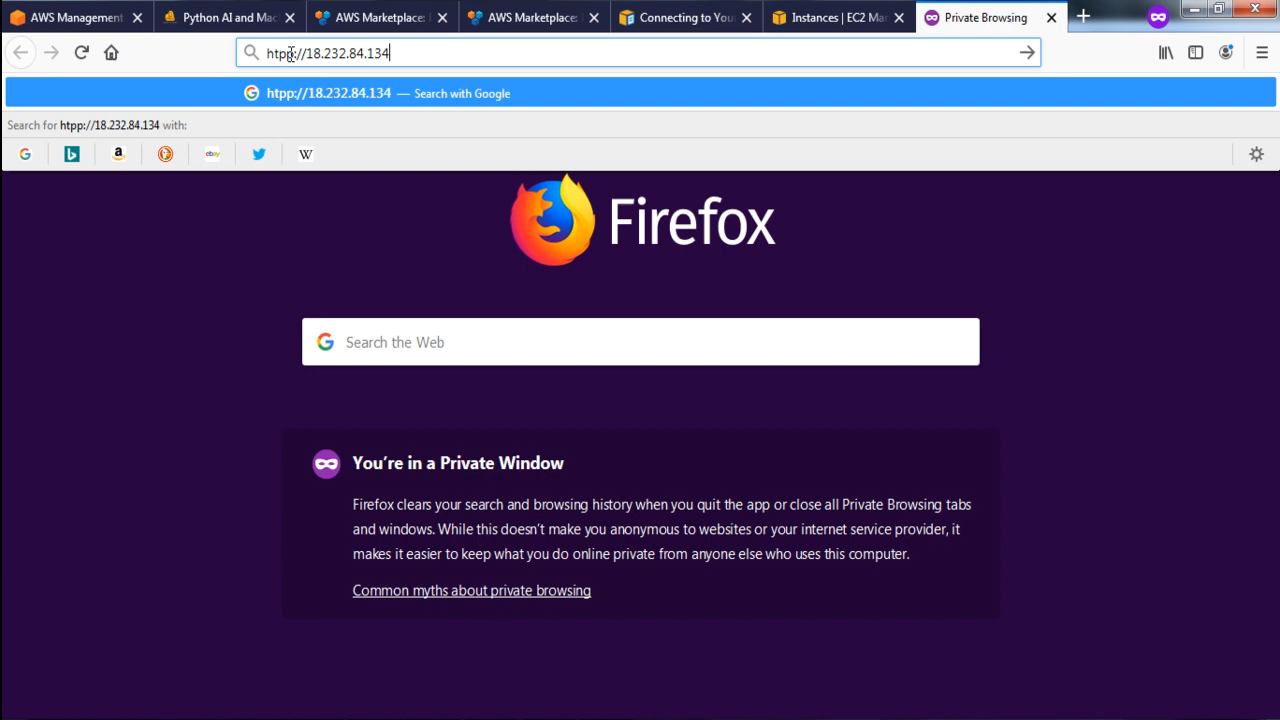 AWS Management
Python AI and Mac
AWS Marketplace:
AWS Marketplace:
Connecting to You
Instances | EC2 Mar
Private Browsing
htpp://18.232.84.134
htpp://18.232.84.134 — Search with Google
Search for htpp://18.232.84.134 with:
G b a ebay W
Firefox
G Search the Web
You're in a Private Window
Firefox clears your search and browsing history when you quit the app or close all Private Browsing tabs
and windows. While this doesn't make you anonymous to websites or your internet service provider, it
makes it easier to keep what you do online private from anyone else who uses this computer.
Common myths about private browsing